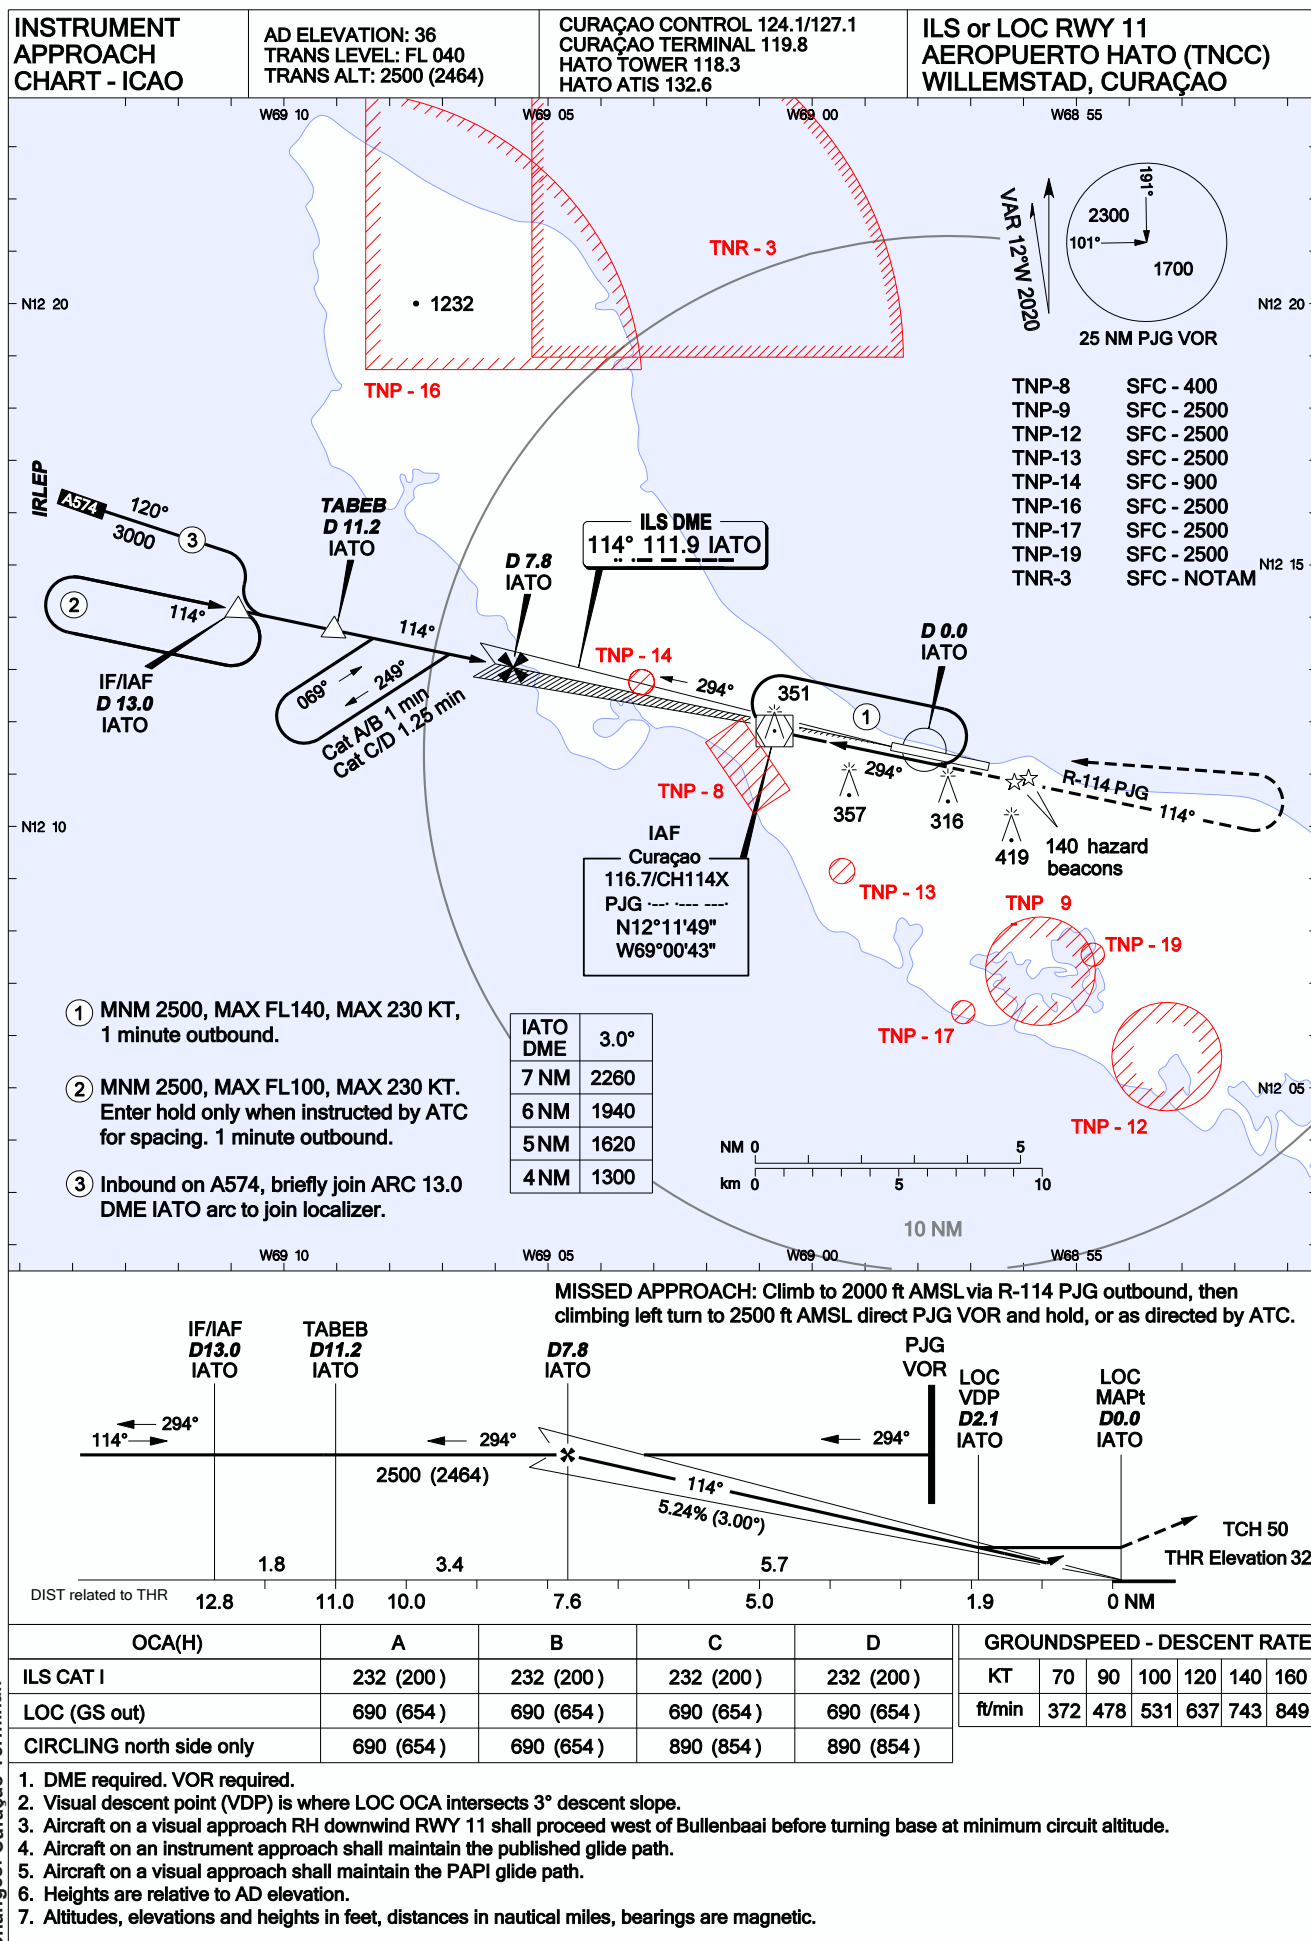 INSTRUMENT
APPROACH
CHART - ICAO
AD ELEVATION: 36
TRANS LEVEL: FL 040
TRANS ALT: 2500 (2464)
CURAÇAO CONTROL 124.1/127.1
CURAÇAO TERMINAL 119.8
HATO TOWER 118.3
HATO ATIS 132.6
ILS or LOC RWY 11
AEROPUERTO HATO (TNCC)
WILLEMSTAD, CURAÇAO
W69 10
W69 05
W69 00
W68 55
191°
2300
101°
1700
25 NM PJG VOR
VAR 12°W 2020
TNR - 3
N12 20
1232
N12 20
TNP - 16
TNP-8 SFC - 400
TNP-9 SFC - 2500
TNP-12 SFC - 2500
TNP-13 SFC - 2500
TNP-14 SFC - 900
TNP-16 SFC - 2500
TNP-17 SFC - 2500
TNP-19 SFC - 2500
TNR-3 SFC - NOTAM
N12 15
IRLEP
A574
120°
3000
3
TABEB
D 11.2
IATO
ILS DME
114° 111.9 IATO
D 7.8
IATO
2
114°
114°
IF/IAF
D 13.0
IATO
069°
249°
Cat A/B 1 min
Cat C/D 1.25 min
TNP - 14
294°
351
1
D 0.0
IATO
294°
R-114 PJG
114°
TNP - 8
357
316
419
140 hazard
beacons
N12 10
IAF
Curaçao
116.7/CH114X
PJG
N12°11'49"
W69°00'43"
TNP - 13
TNP 9
TNP - 19
TNP - 17
TNP - 12
N12 05
1 MNM 2500, MAX FL140, MAX 230 KT,
1 minute outbound.
2 MNM 2500, MAX FL100, MAX 230 KT.
Enter hold only when instructed by ATC
for spacing. 1 minute outbound.
3 Inbound on A574, briefly join ARC 13.0
DME IATO arc to join localizer.
IATO
DME 3.0°
7 NM 2260
6 NM 1940
5 NM 1620
4 NM 1300
NM 0 5
km 0 5 10
10 NM
W69 10
W69 05
W69 00
W68 55
MISSED APPROACH: Climb to 2000 ft AMSL via R-114 PJG outbound, then
climbing left turn to 2500 ft AMSL direct PJG VOR and hold, or as directed by ATC.
IF/IAF
D13.0
IATO
TABEB
D11.2
IATO
D7.8
IATO
PJG
VOR
LOC
VDP
D2.1
IATO
LOC
MAPt
D0.0
IATO
294°
114°
294°
294°
2500 (2464)
114°
5.24% (3.00°)
TCH 50
THR Elevation 32
1.8
3.4
5.7
DIST related to THR
12.8
11.0
10.0
7.6
5.0
1.9
0 NM
OCA(H) A B C D
ILS CAT I 232 (200) 232 (200) 232 (200) 232 (200)
LOC (GS out) 690 (654) 690 (654) 690 (654) 690 (654)
CIRCLING north side only 690 (654) 690 (654) 890 (854) 890 (854)
GROUNDSPEED - DESCENT RATE
KT 70 90 100 120 140 160
ft/min 372 478 531 637 743 849
1. DME required. VOR required.
2. Visual descent point (VDP) is where LOC OCA intersects 3° descent slope.
3. Aircraft on a visual approach RH downwind RWY 11 shall proceed west of Bullenbaai before turning base at minimum circuit altitude.
4. Aircraft on an instrument approach shall maintain the published glide path.
5. Aircraft on a visual approach shall maintain the PAPI glide path.
6. Heights are relative to AD elevation.
7. Altitudes, elevations and heights in feet, distances in nautical miles, bearings are magnetic.